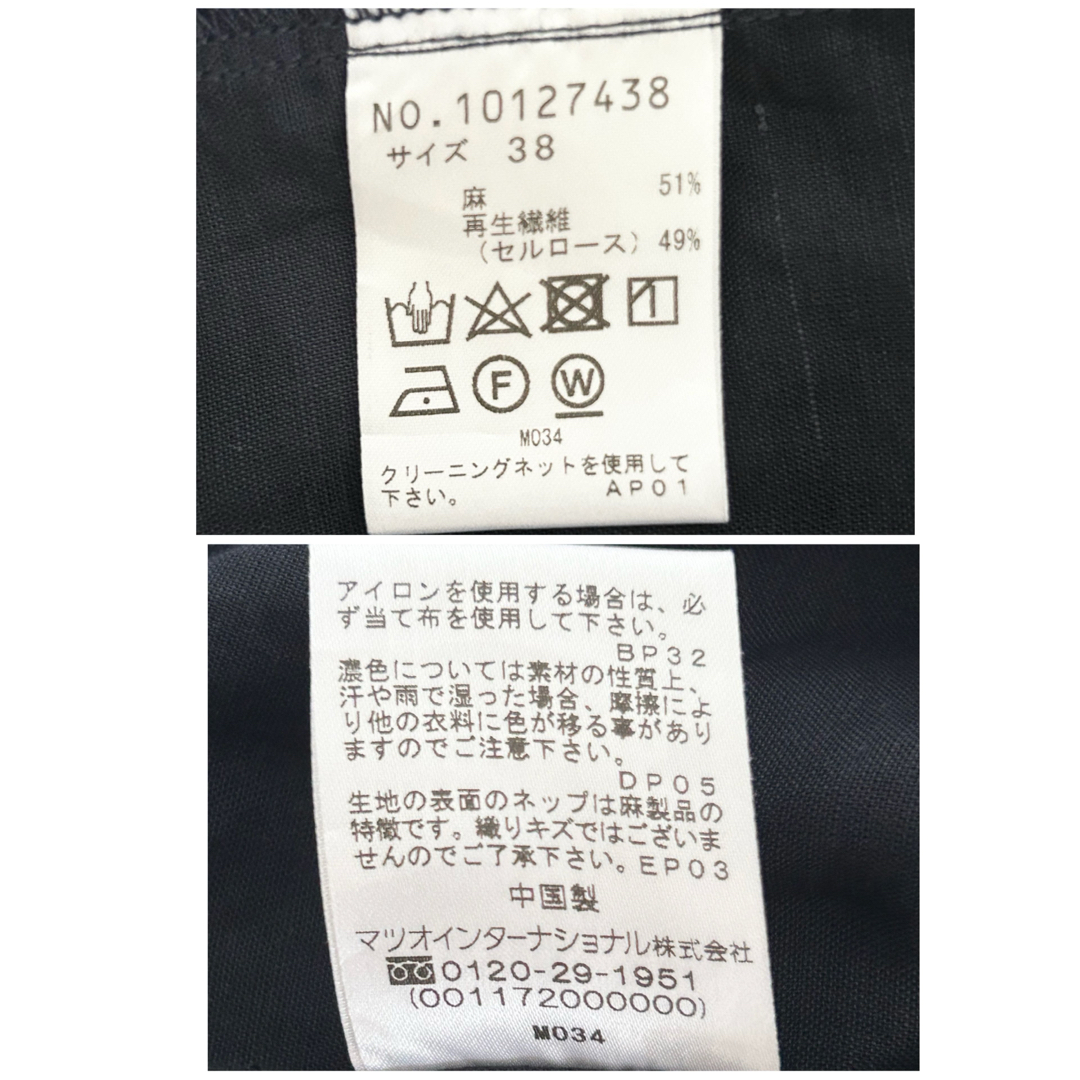 NO.10127438
サイズ 38
麻 51%
再生繊維
（セルロース）49%
F W
M034
クリーニングネットを使用して
下さい。 AP01
アイロンを使用する場合は、必
ず当て布を使用して下さい。
BP32
濃色については素材の性質上、
汗や雨で湿った場合、摩擦によ
り他の衣料に色が移る事があり
ますのでご注意下さい。
DP05
生地の表面のネップは麻製品の
特徴です。織りキズではございま
せんのでご了承下さい。EP03
中国製
マツオインターナショナル株式会社
0120-29-1951
(001172000000)
M034